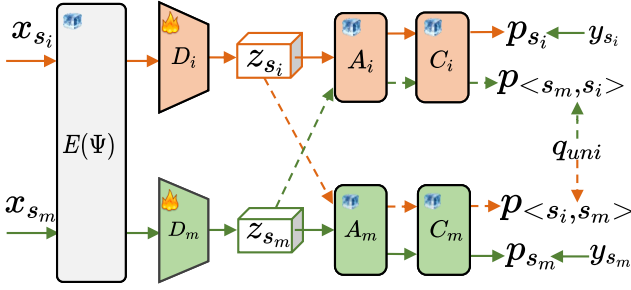 x_{s_i} D_i z_{s_i} A_i C_i p_{s_i} y_{s_i}
p_{<s_m,s_i>}
E(Ψ) q_{uni}
x_{s_m} D_m z_{s_m} A_m C_m p_{<s_i,s_m>}
p_{s_m} y_{s_m}